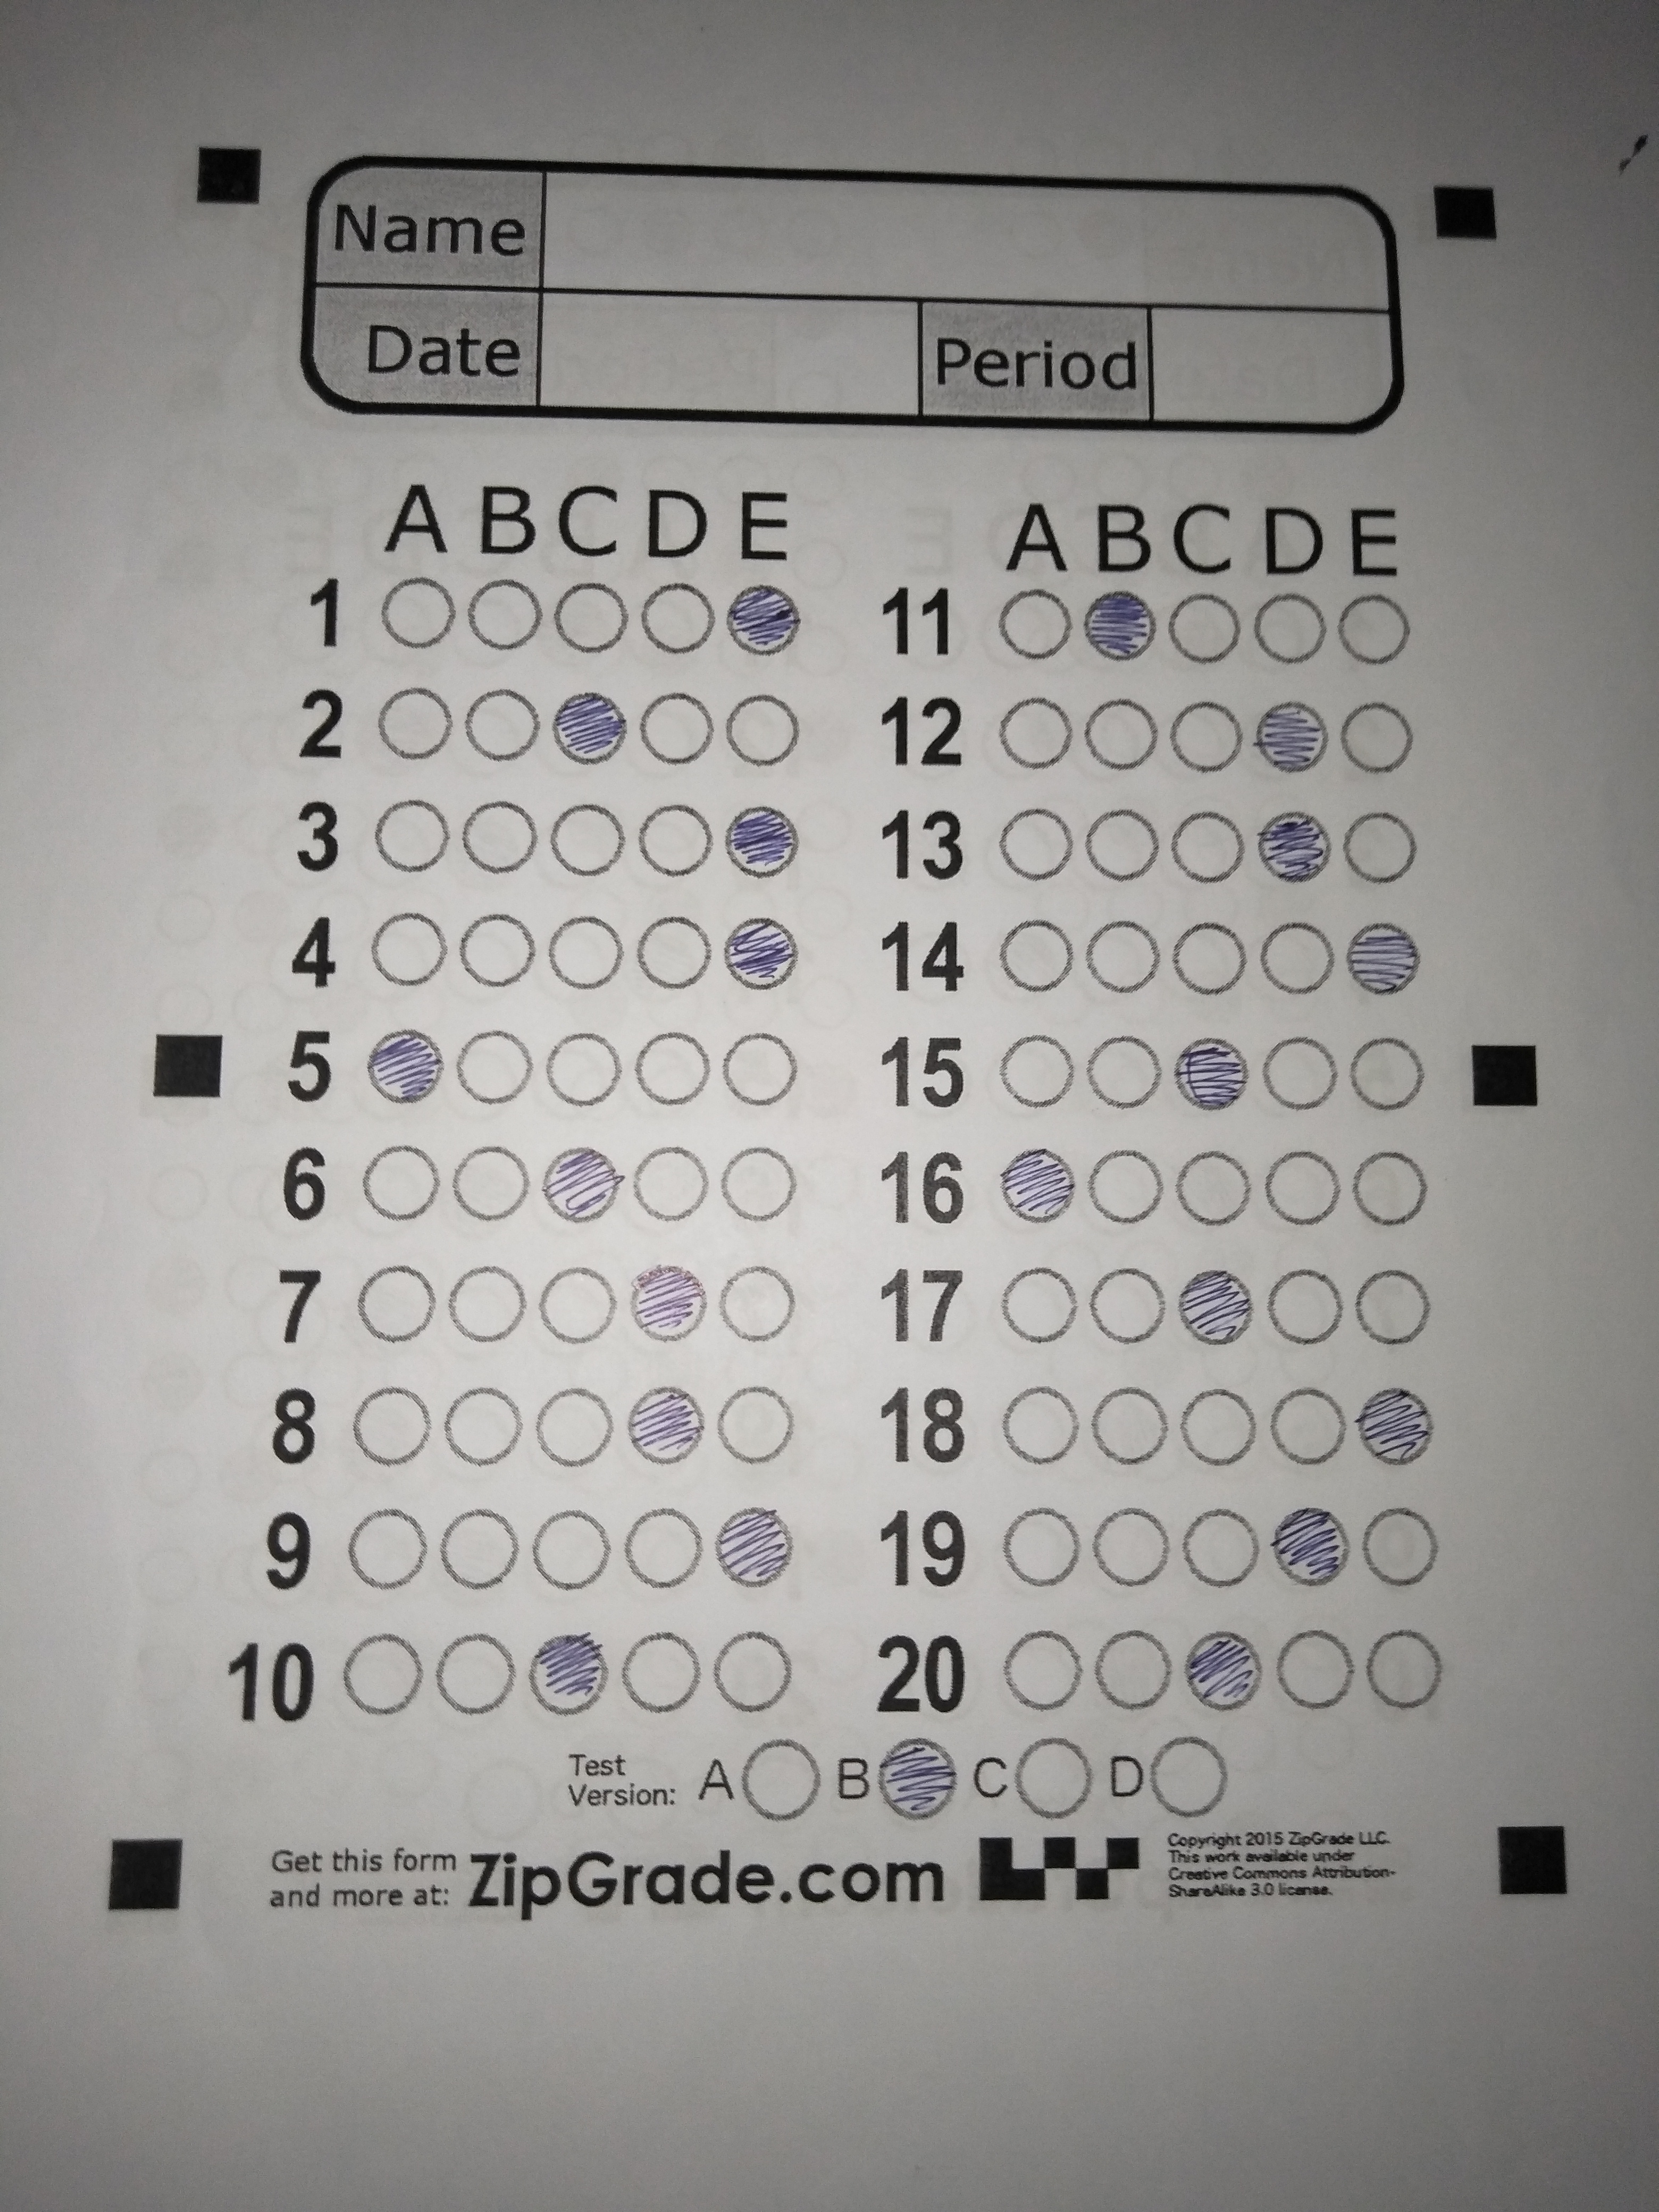 Name
Date Period
A B C D E A B C D E
1 11
2 12
3 13
4 14
5 15
6 16
7 17
8 18
9 19
10 20
Test
Version: A B C D
Get this form
and more at: ZipGrade.com
Copyright 2015 ZipGrade LLC.
This work available under
Creative Commons Attribution-
ShareAlike 3.0 license.